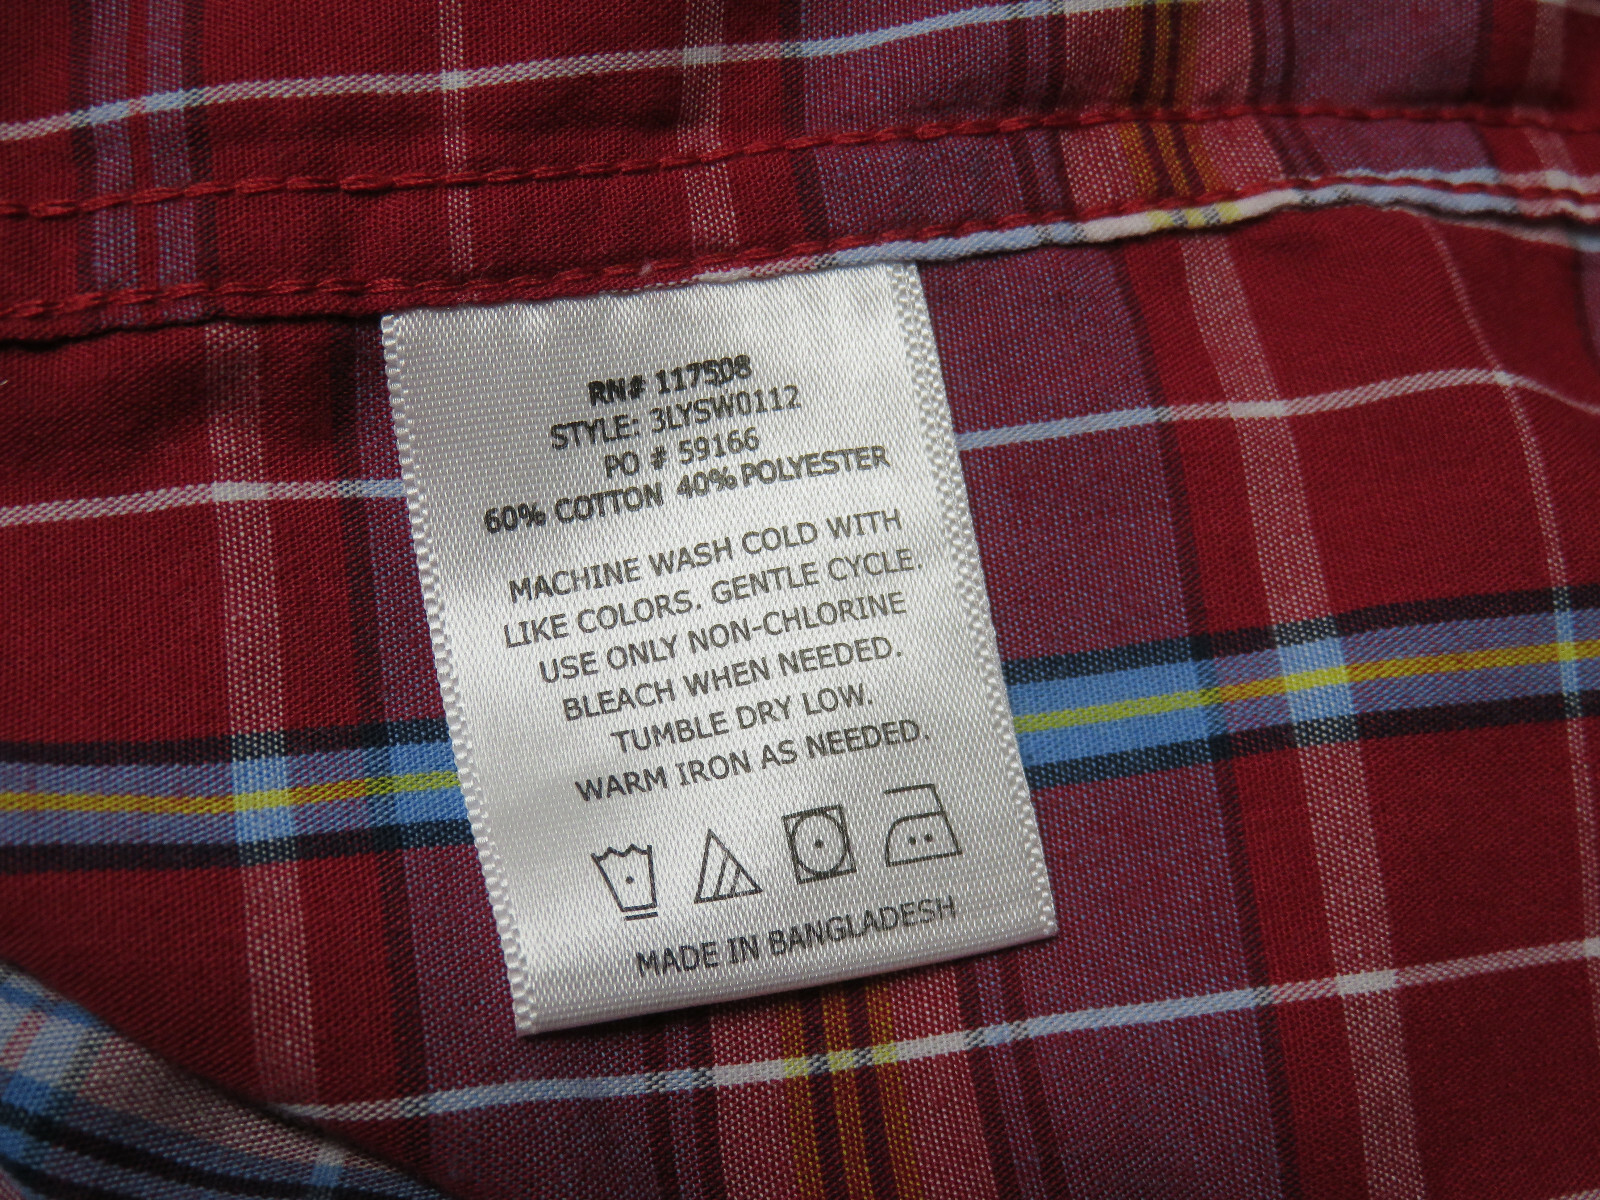 RN# 117508
STYLE: 3LYSW0112
PO # 59166
60% COTTON 40% POLYESTER
MACHINE WASH COLD WITH
LIKE COLORS. GENTLE CYCLE.
USE ONLY NON-CHLORINE
BLEACH WHEN NEEDED.
TUMBLE DRY LOW.
WARM IRON AS NEEDED.
MADE IN BANGLADESH